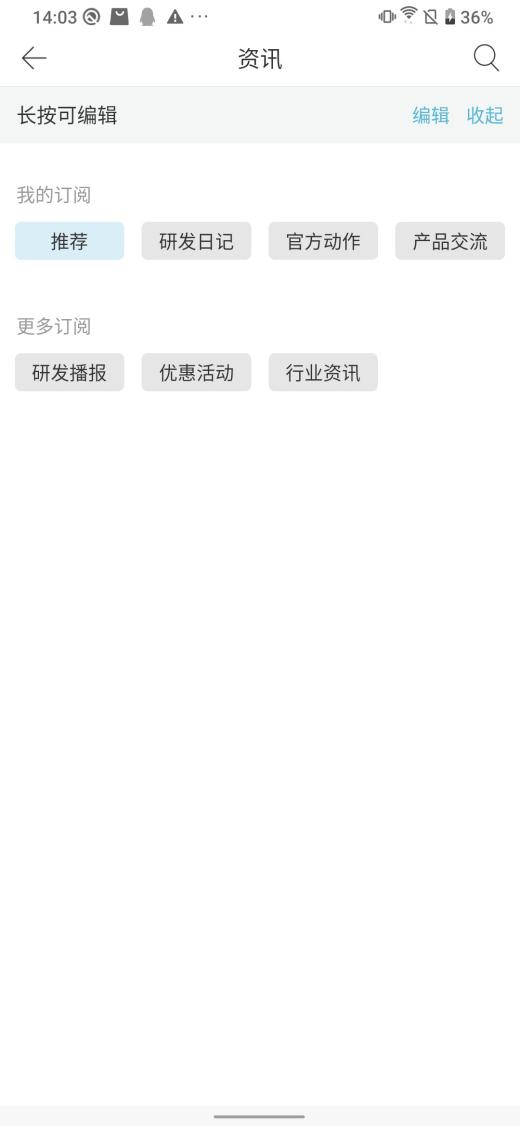 14:03 ... 36%
资讯
长按可编辑 编辑 收起
我的订阅
推荐 研发日记 官方动作 产品交流
更多订阅
研发播报 优惠活动 行业资讯